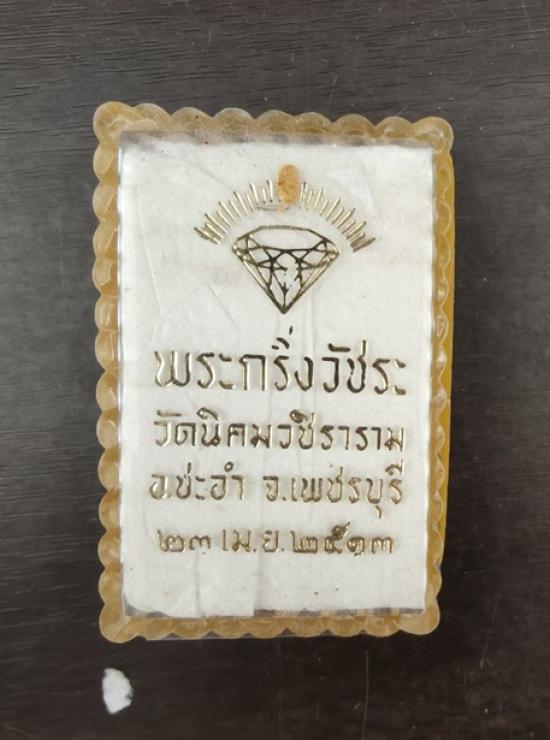 พระกริ่งวัชระ
วัดนิคมวชิราราม
อ.ชะอำ จ.เพชรบุรี
๒๓ เม.ย. ๒๕๑๓